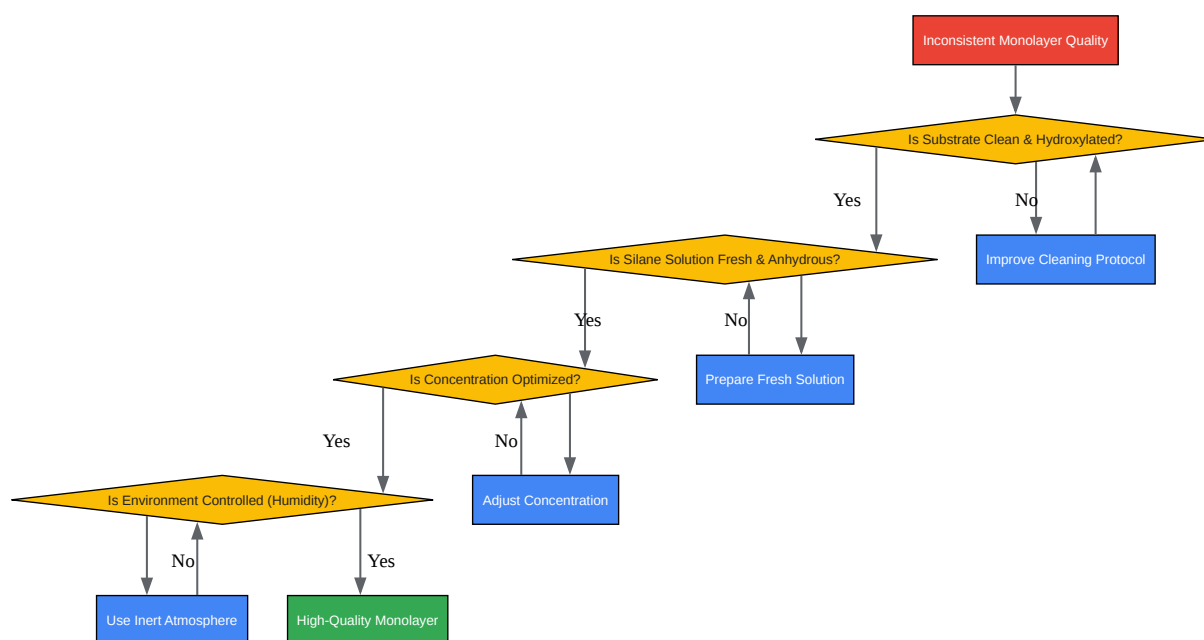 Inconsistent Monolayer Quality
Is Substrate Clean & Hydroxylated?
Yes
No
Is Silane Solution Fresh & Anhydrous?
Improve Cleaning Protocol
Yes
No
Is Concentration Optimized?
Prepare Fresh Solution
Yes
No
Is Environment Controlled (Humidity)?
Adjust Concentration
No
Yes
Use Inert Atmosphere
High-Quality Monolayer